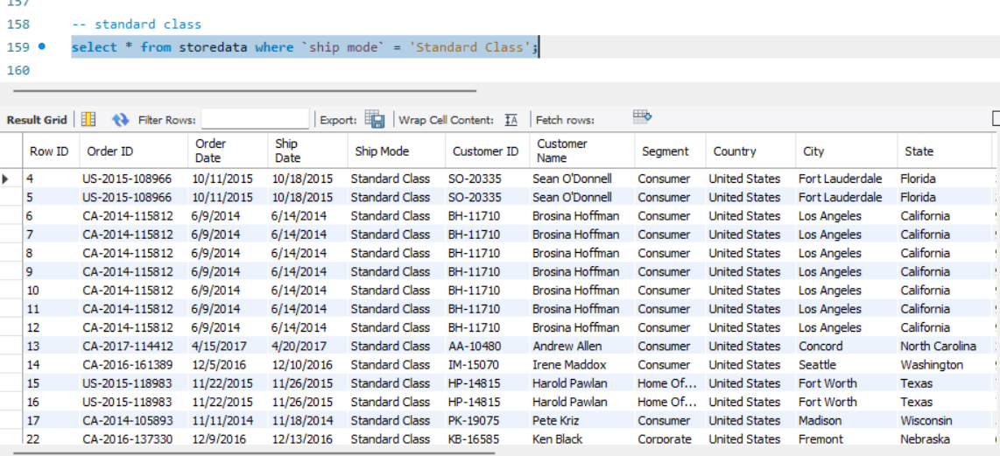 157
158 -- standard class
159 select * from storedata where `ship mode` = 'Standard Class';
160
Result Grid Filter Rows: Export: Wrap Cell Content: Fetch rows:
Row ID Order ID Order Date Ship Date Ship Mode Customer ID Customer Name Segment Country City State
4 US-2015-108966 10/11/2015 10/18/2015 Standard Class SO-20335 Sean O'Donnell Consumer United States Fort Lauderdale Florida
5 US-2015-108966 10/11/2015 10/18/2015 Standard Class SO-20335 Sean O'Donnell Consumer United States Fort Lauderdale Florida
6 CA-2014-115812 6/9/2014 6/14/2014 Standard Class BH-11710 Brosina Hoffman Consumer United States Los Angeles California
7 CA-2014-115812 6/9/2014 6/14/2014 Standard Class BH-11710 Brosina Hoffman Consumer United States Los Angeles California
8 CA-2014-115812 6/9/2014 6/14/2014 Standard Class BH-11710 Brosina Hoffman Consumer United States Los Angeles California
9 CA-2014-115812 6/9/2014 6/14/2014 Standard Class BH-11710 Brosina Hoffman Consumer United States Los Angeles California
10 CA-2014-115812 6/9/2014 6/14/2014 Standard Class BH-11710 Brosina Hoffman Consumer United States Los Angeles California
11 CA-2014-115812 6/9/2014 6/14/2014 Standard Class BH-11710 Brosina Hoffman Consumer United States Los Angeles California
12 CA-2014-115812 6/9/2014 6/14/2014 Standard Class BH-11710 Brosina Hoffman Consumer United States Los Angeles California
13 CA-2017-114412 4/15/2017 4/20/2017 Standard Class AA-10480 Andrew Allen Consumer United States Concord North Carolina
14 CA-2016-161389 12/5/2016 12/10/2016 Standard Class IM-15070 Irene Maddox Consumer United States Seattle Washington
15 US-2015-118983 11/22/2015 11/26/2015 Standard Class HP-14815 Harold Pawlan Home Of... United States Fort Worth Texas
16 US-2015-118983 11/22/2015 11/26/2015 Standard Class HP-14815 Harold Pawlan Home Of... United States Fort Worth Texas
17 CA-2014-105893 11/11/2014 11/18/2014 Standard Class PK-19075 Pete Kriz Consumer United States Madison Wisconsin
22 CA-2016-137330 12/9/2016 12/13/2016 Standard Class KB-16585 Ken Black Corporate United States Fremont Nebraska